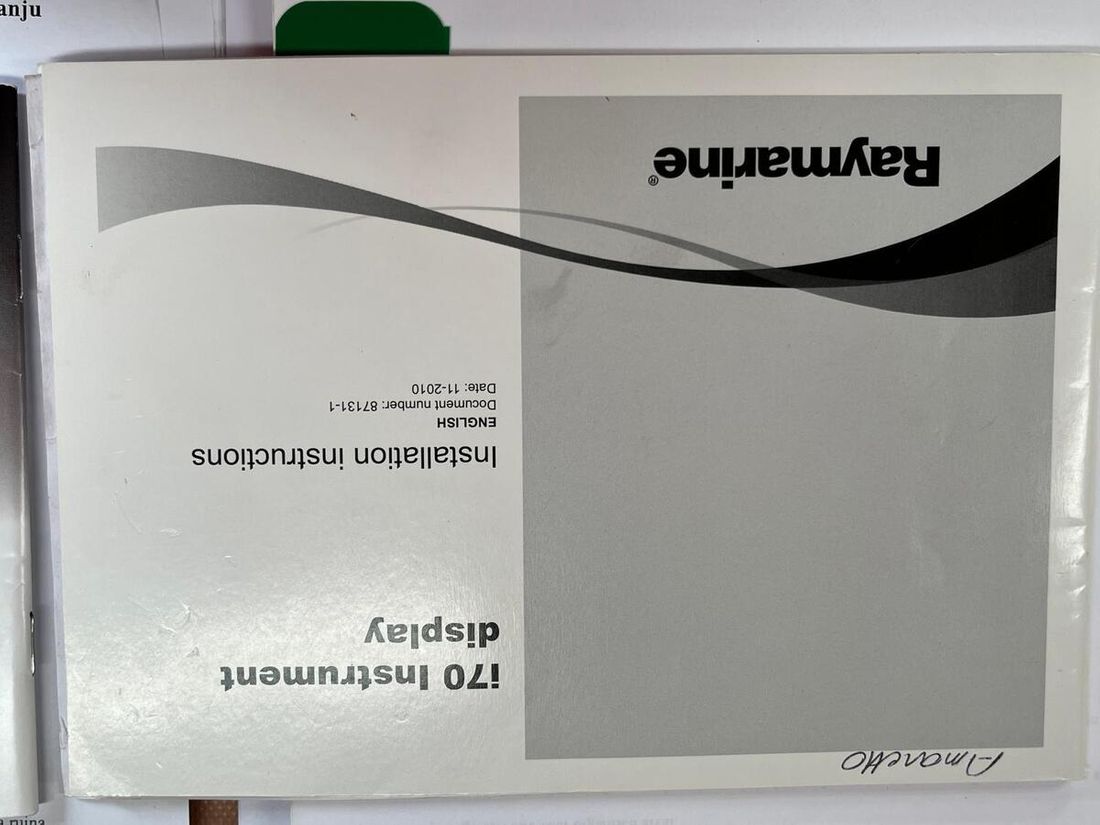 Amaretto
i70 Instrument
display
Installation instructions
ENGLISH
Document number: 87131-1
Date: 11-2010
Raymarine®
anju